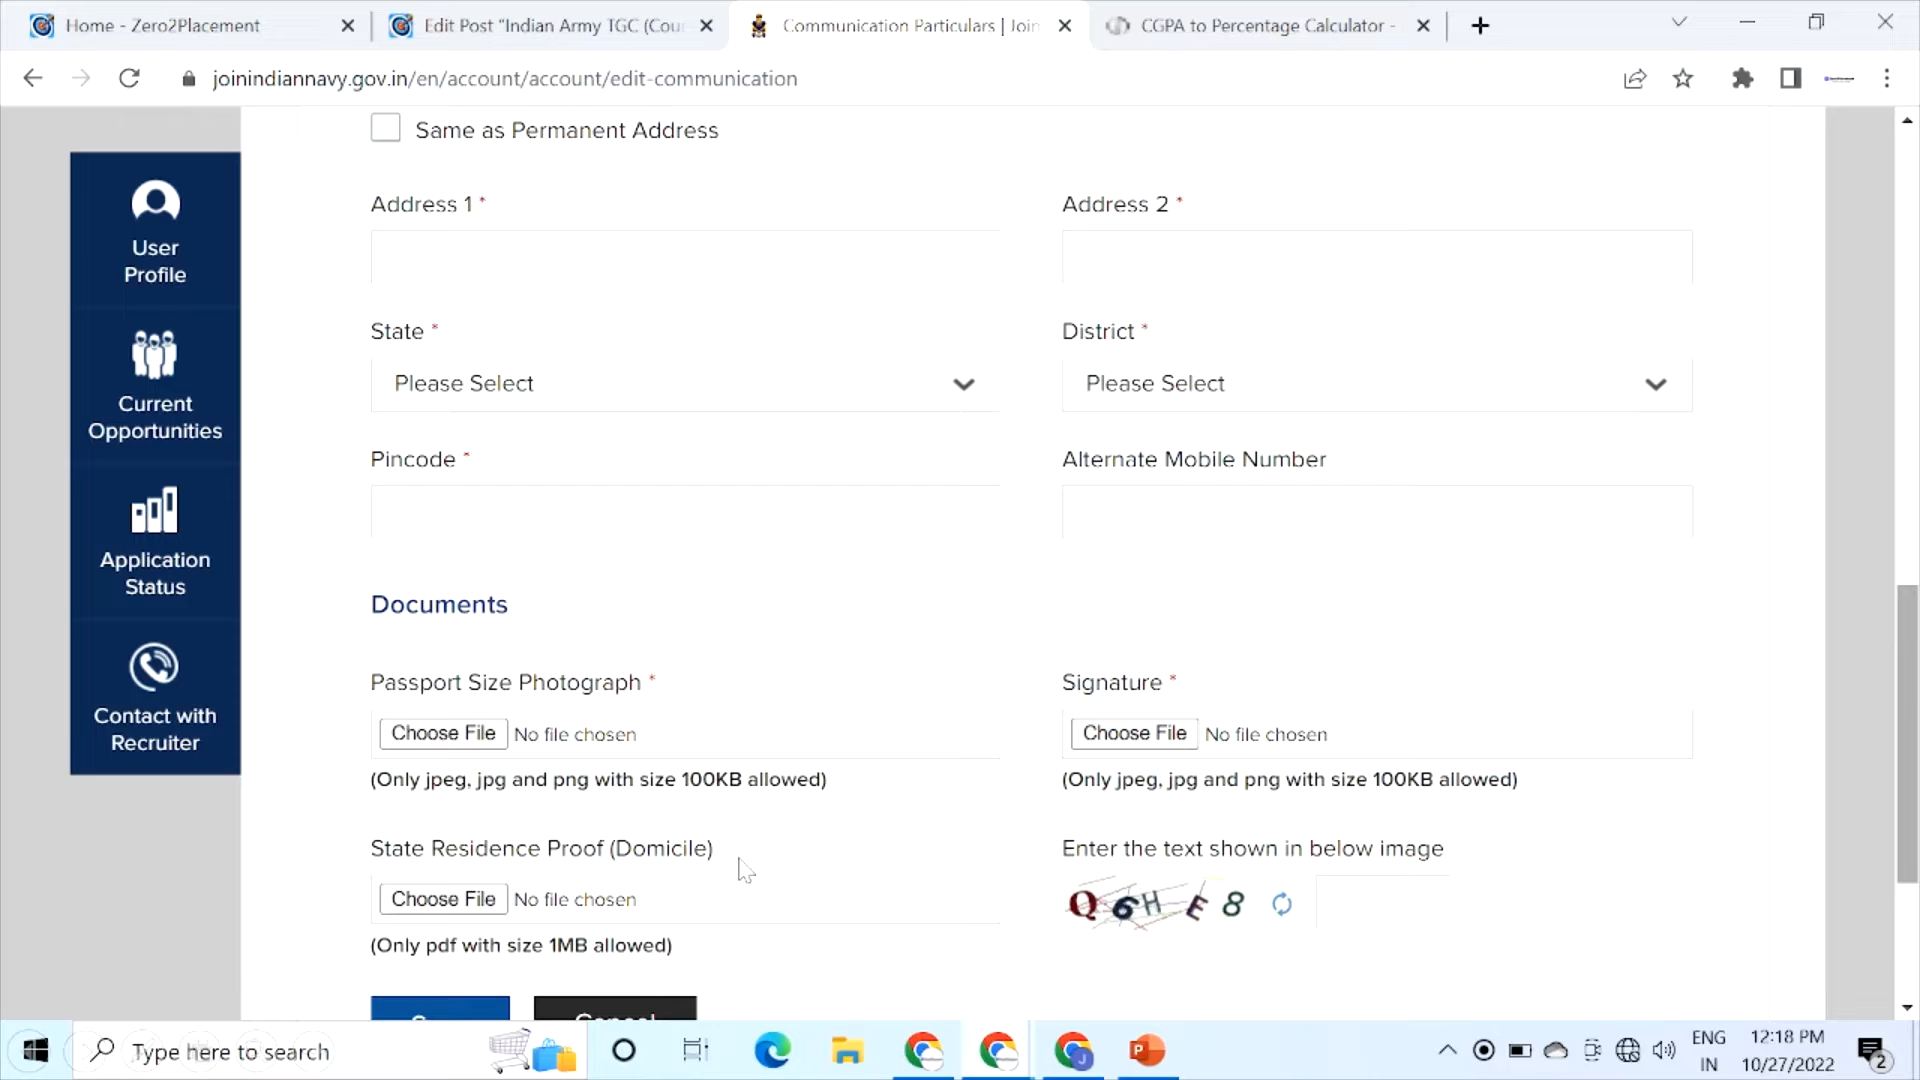 Home - Zero2Placement
Edit Post "Indian Army TGC (Cour
Communication Particulars | Join
CGPA to Percentage Calculator -
joinindiannavy.gov.in/en/account/account/edit-communication
Same as Permanent Address
Address 1 *
Address 2 *
State *
District *
Please Select
Please Select
Pincode *
Alternate Mobile Number
Documents
Passport Size Photograph *
Signature *
Choose File No file chosen
Choose File No file chosen
(Only jpeg, jpg and png with size 100KB allowed)
(Only jpeg, jpg and png with size 100KB allowed)
State Residence Proof (Domicile)
Enter the text shown in below image
Choose File No file chosen
Q6HE8
(Only pdf with size 1MB allowed)
Cancel
User
Profile
Current
Opportunities
Application
Status
Contact with
Recruiter
Type here to search
ENG
IN
12:18 PM
10/27/2022
2